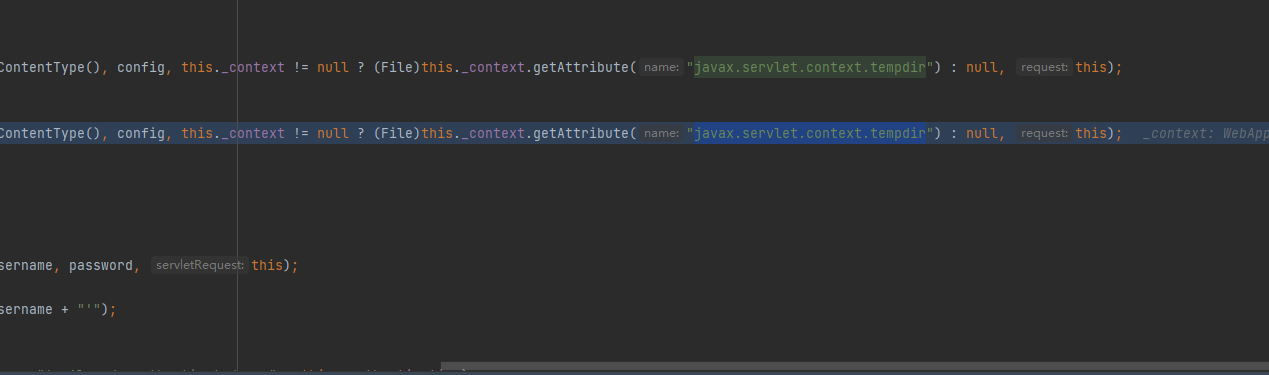 ContentType(), config, this._context != null ? (File)this._context.getAttribute( name: "javax.servlet.context.tempdir") : null, request: this);
ContentType(), config, this._context != null ? (File)this._context.getAttribute( name: "javax.servlet.context.tempdir") : null, request: this); _context: WebApp
sername, password, servletRequest: this);
sername + "'");